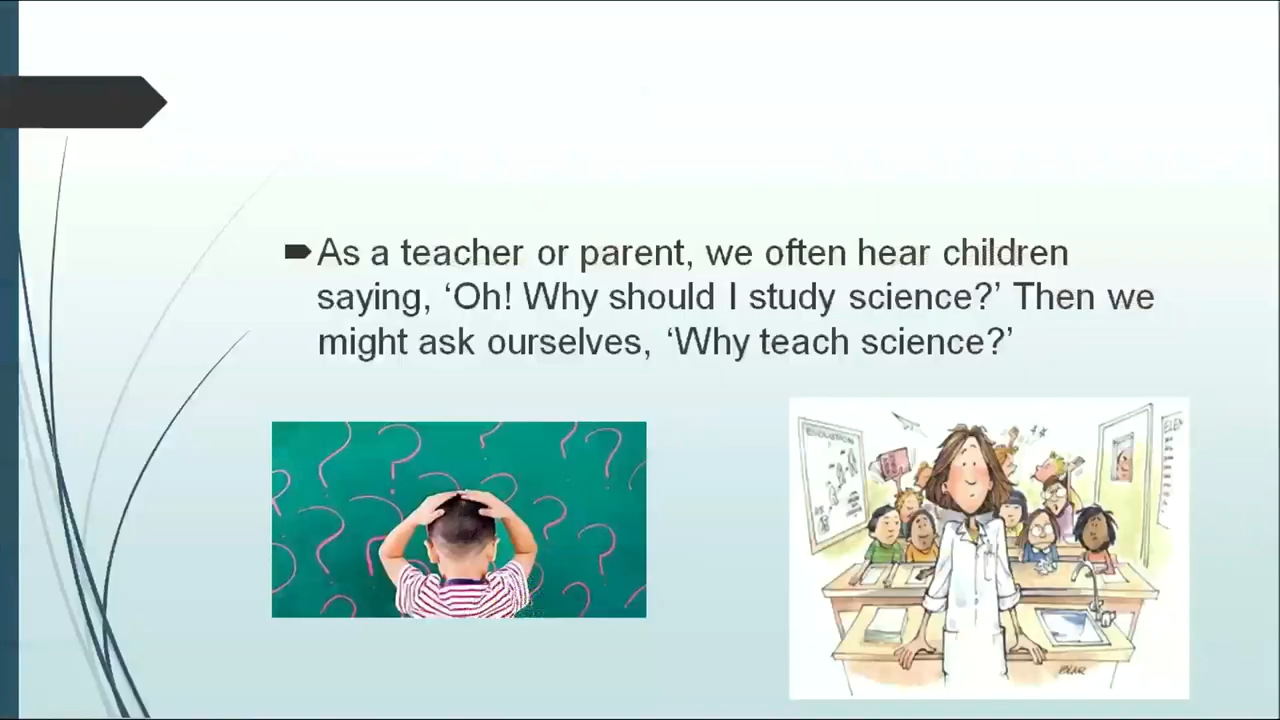 As a teacher or parent, we often hear children
saying, ‘Oh! Why should I study science?’ Then we
might ask ourselves, ‘Why teach science?’